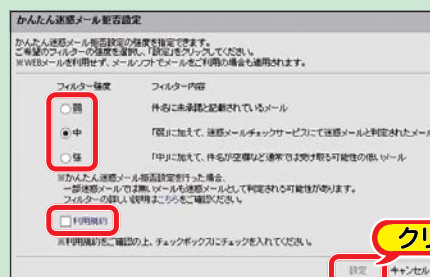 かんたん迷惑メール拒否設定
かんたん迷惑メール拒否設定の強度を指定できます。
ご希望のフィルターの強度を選択し、「設定」をクリックしてください。
※WEBメールを利用せず、メールソフトでメールをご利用の場合も適用されます。
フィルター強度 フィルター内容
弱 件名に未承諾と記載されているメール
中 「弱」に加えて、迷惑メールチェックサービスにて迷惑メールと判定されたメー
強 「中」に加えて、件名が空欄など通常では受け取る可能性の低いメール
※かんたん迷惑メール拒否設定を行った場合、
一部迷惑メールでは無いメールも迷惑メールとして判定される可能性があります。
フィルターの詳しい説明はこちらをご確認ください。
利用規約
※利用規約をご確認の上、チェックボックスにチェックを入れてください。
クリ
設定 キャンセル